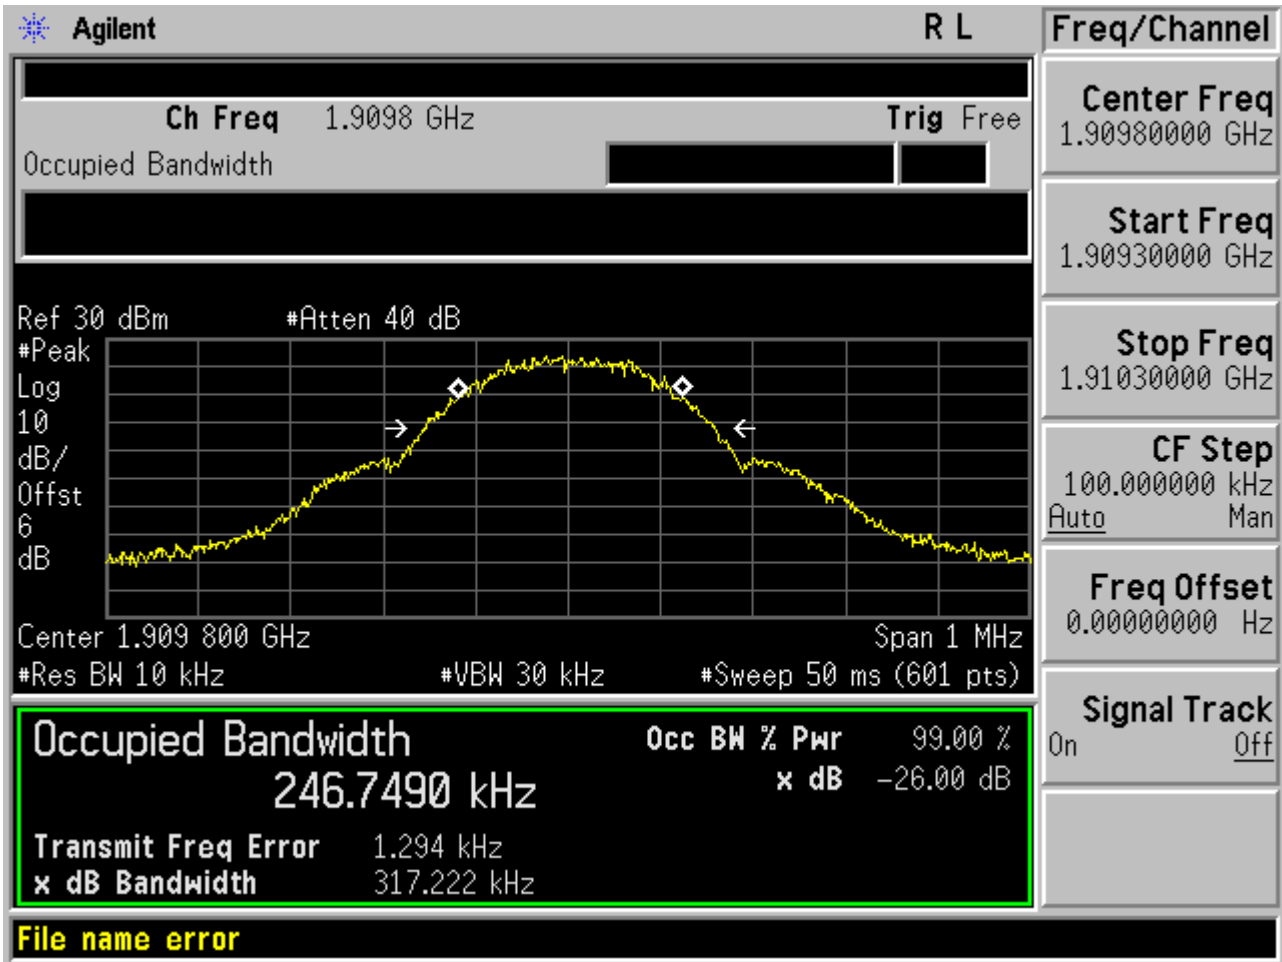 Agilent R L Freq/Channel
Ch Freq 1.9098 GHz Trig Free
Occupied Bandwidth
Ref 30 dBm #Atten 40 dB
#Peak
Log
10
dB/
Offst
6
dB
Center 1.909 800 GHz Span 1 MHz
#Res BW 10 kHz #VBW 30 kHz #Sweep 50 ms (601 pts)
Occupied Bandwidth Occ BW % Pwr 99.00 %
246.7490 kHz x dB -26.00 dB
Transmit Freq Error 1.294 kHz
x dB Bandwidth 317.222 kHz
File name error
Center Freq
1.90980000 GHz
Start Freq
1.90930000 GHz
Stop Freq
1.91030000 GHz
CF Step
100.000000 kHz
Auto Man
Freq Offset
0.00000000 Hz
Signal Track
On Off